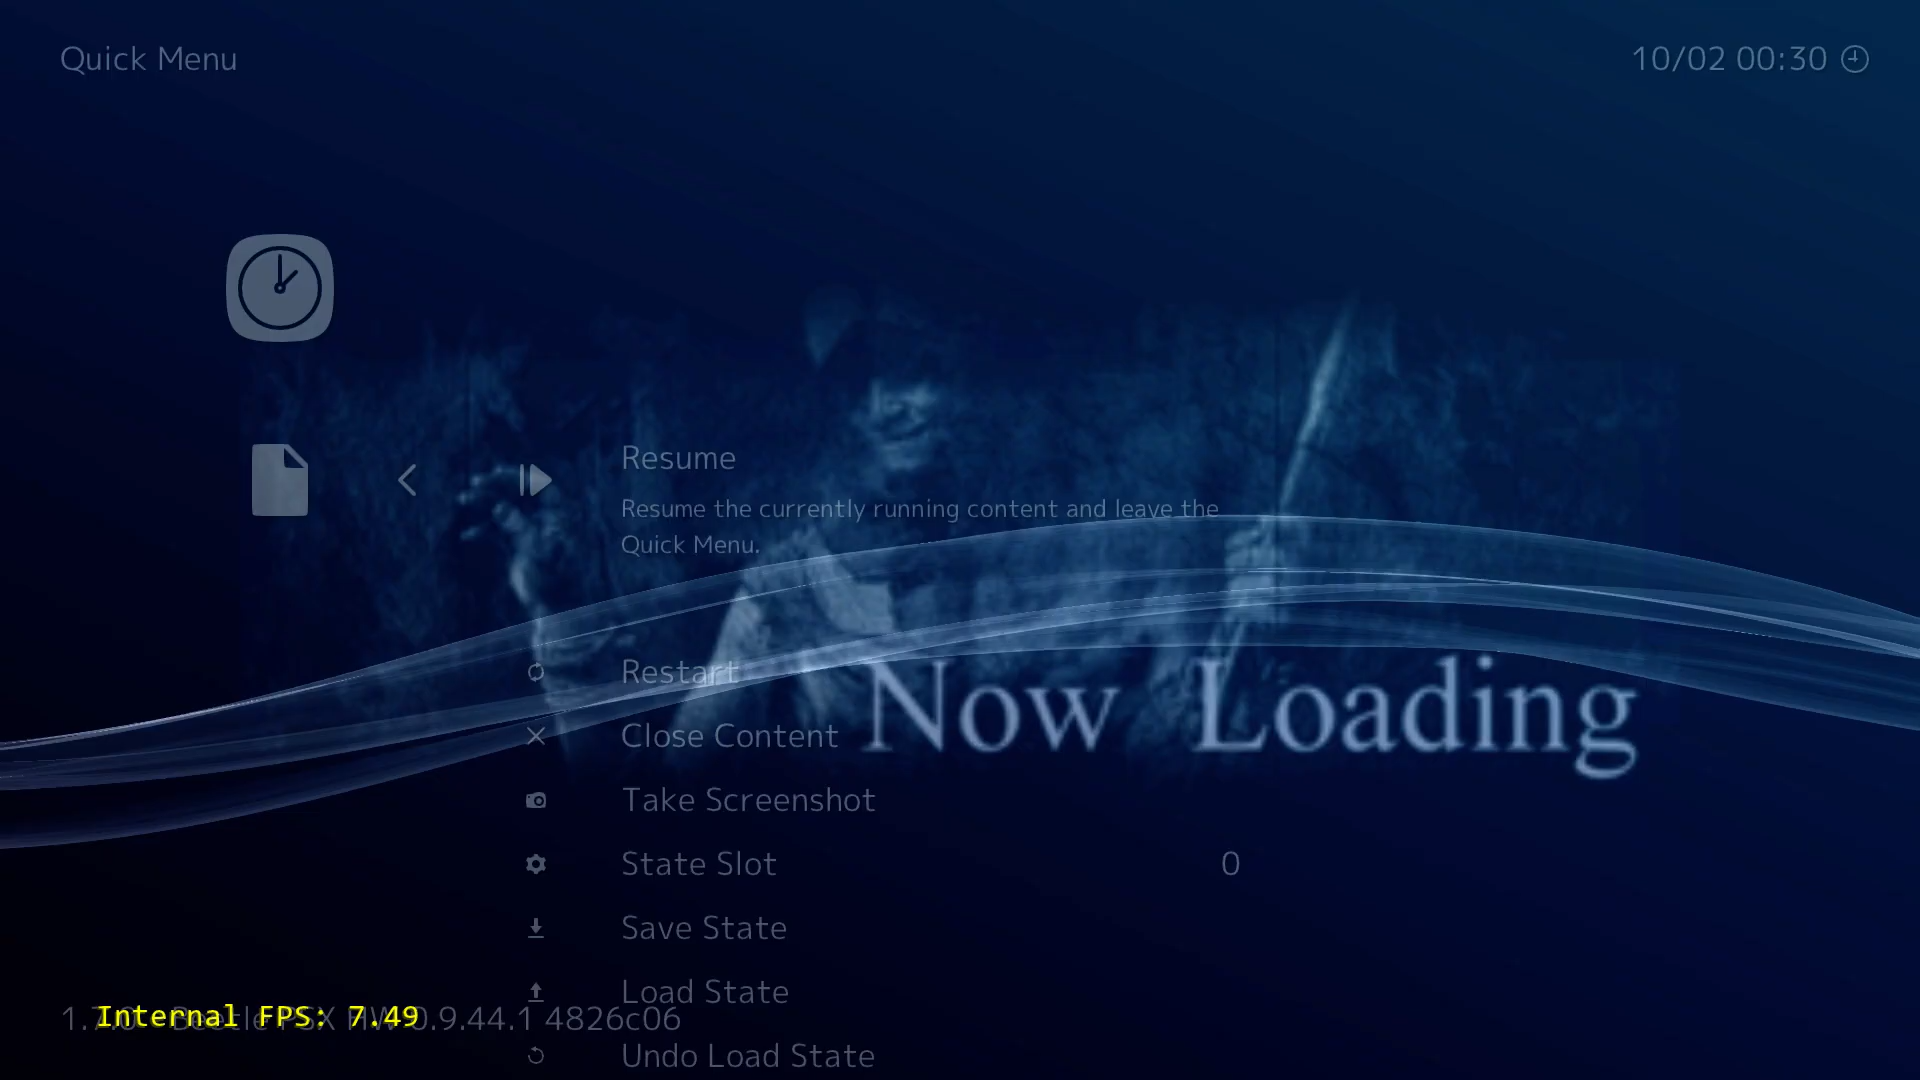 Quick Menu
10/02 00:30
Resume
Resume the currently running content and leave the
Quick Menu.
Restart
Now Loading
Close Content
Take Screenshot
State Slot 0
Save State
Load State
Internal FPS: 7.49
0.9.44.1 4826c06
Undo Load State